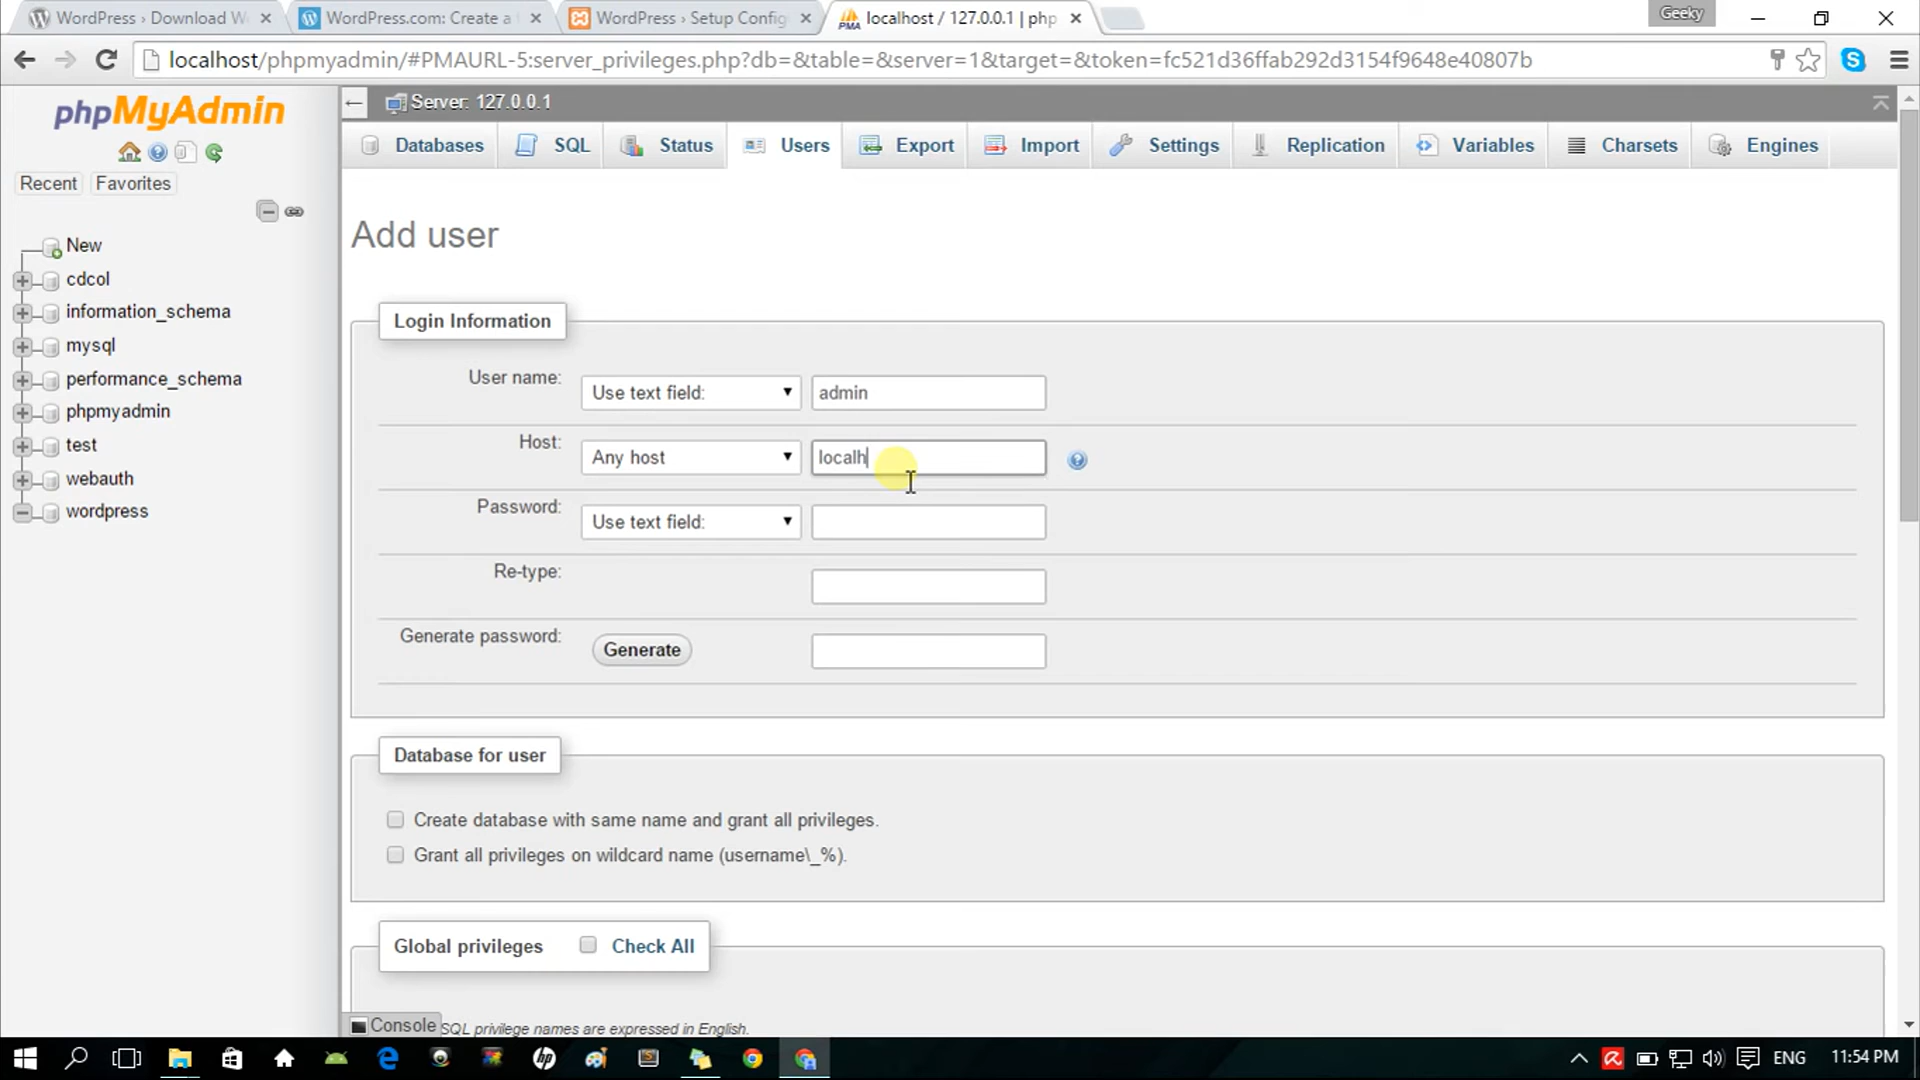 WordPress › Download W
WordPress.com: Create a
WordPress › Setup Config
localhost / 127.0.0.1 | php
Geeky
localhost/phpmyadmin/#PMAURL-5:server_privileges.php?db=&table=&server=1&target=&token=fc521d36ffab292d3154f9648e40807b
phpMyAdmin
Recent
Favorites
New
cdcol
information_schema
mysql
performance_schema
phpmyadmin
test
webauth
wordpress
Server: 127.0.0.1
Databases
SQL
Status
Users
Export
Import
Settings
Replication
Variables
Charsets
Engines
Add user
Login Information
User name:
Use text field:
admin
Host:
Any host
localh
Password:
Use text field:
Re-type:
Generate password:
Generate
Database for user
Create database with same name and grant all privileges.
Grant all privileges on wildcard name (username\_%).
Global privileges
Check All
Console
SQL privilege names are expressed in English.
ENG
11:54 PM